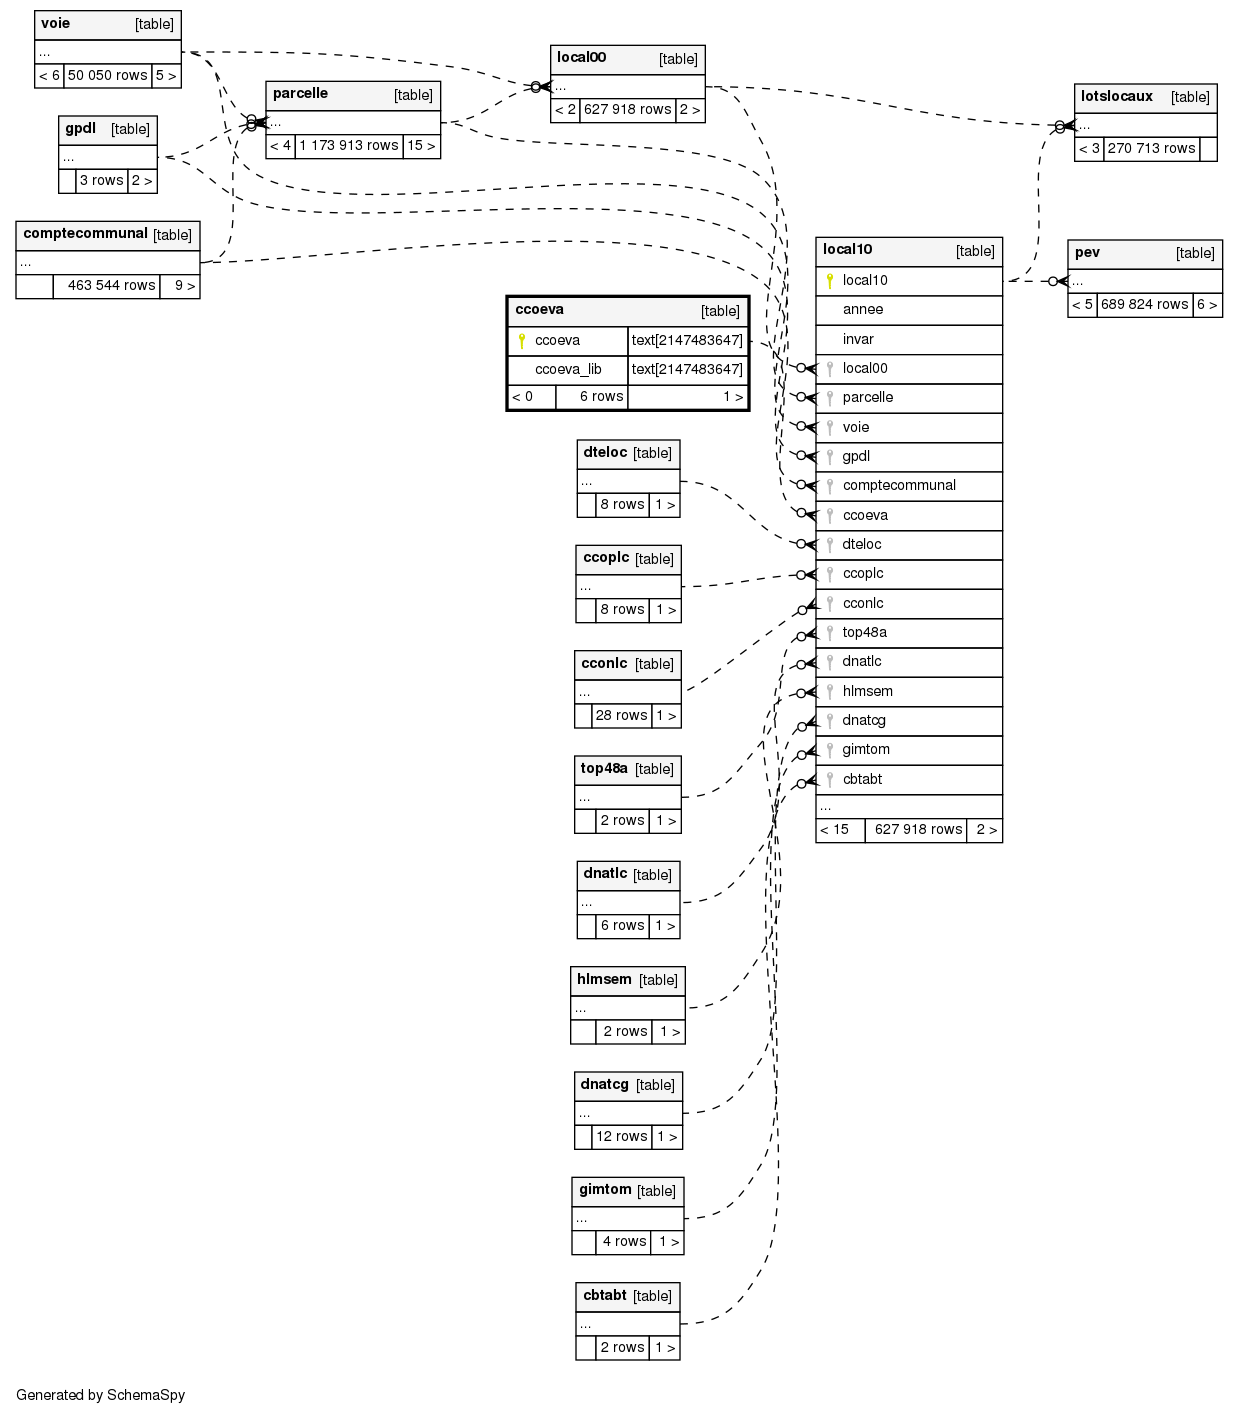 voie [table]
...
< 6 50 050 rows 5 >
gpdl [table]
...
3 rows 2 >
comptecommunal [table]
...
463 544 rows 9 >
parcelle [table]
...
< 4 1 173 913 rows 15 >
local00 [table]
...
< 2 627 918 rows 2 >
lotslocaux [table]
...
< 3 270 713 rows
pev [table]
...
< 5 689 824 rows 6 >
ccoeva [table]
ccoeva text[2147483647]
ccoeva_lib text[2147483647]
< 0 6 rows 1 >
local10 [table]
local10
annee
invar
local00
parcelle
voie
gpdl
comptecommunal
ccoeva
dteloc
ccoplc
cconlc
top48a
dnatlc
hlmsem
dnatcg
gimtom
cbtabt
...
< 15 627 918 rows 2 >
dteloc [table]
...
8 rows 1 >
ccoplc [table]
...
8 rows 1 >
cconlc [table]
...
28 rows 1 >
top48a [table]
...
2 rows 1 >
dnatlc [table]
...
6 rows 1 >
hlmsem [table]
...
2 rows 1 >
dnatcg [table]
...
12 rows 1 >
gimtom [table]
...
4 rows 1 >
cbtabt [table]
...
2 rows 1 >
Generated by SchemaSpy